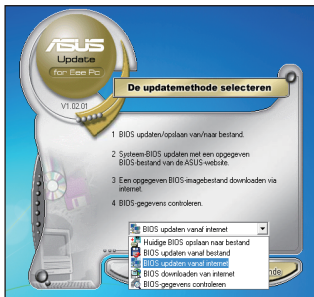 ASUS
Update
for Eee Pc
V1.02.01
De updatemethode selecteren
1 BIOS updaten/opslaan van/naar bestand.
2 Systeem-BIOS updaten met een opgegeven
BIOS-bestand van de ASUS-website.
3 Een opgegeven BIOS-imagebestand downloaden via
internet.
4 BIOS-gegevens controleren.
BIOS updaten vanaf internet
Huidige BIOS opslaan naar bestand
BIOS updaten vanaf bestand
BIOS updaten vanaf internet
BIOS downloaden van internet
BIOS-gegevens controleren